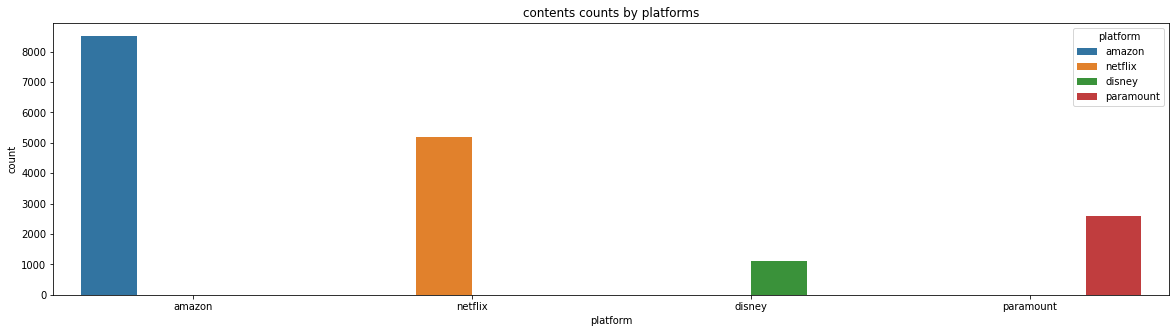 contents counts by platforms
platform
amazon
netflix
disney
paramount
count
8000
7000
6000
5000
4000
3000
2000
1000
0
amazon netflix disney paramount
platform